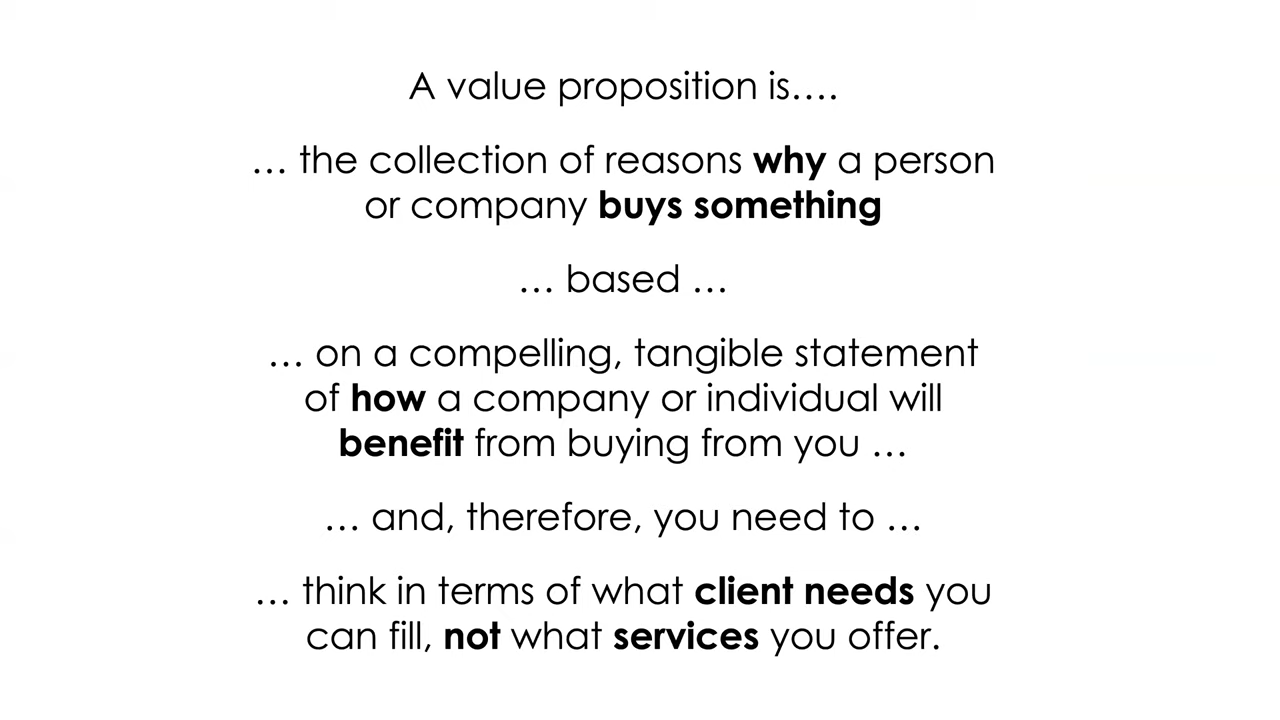 A value proposition is….
… the collection of reasons why a person
or company buys something
… based …
… on a compelling, tangible statement
of how a company or individual will
benefit from buying from you …
… and, therefore, you need to …
… think in terms of what client needs you
can fill, not what services you offer.